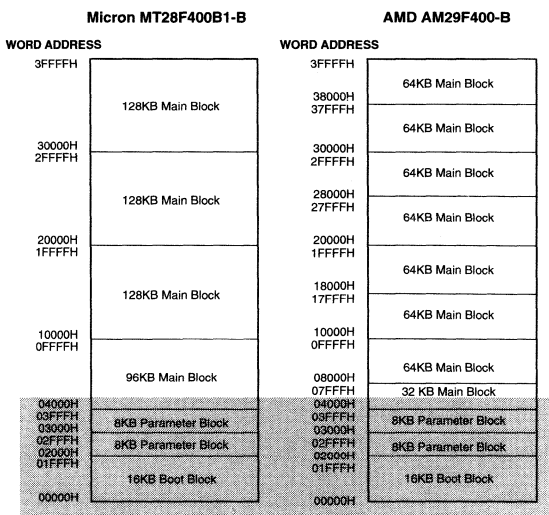 Micron MT28F400B1-B
WORD ADDRESS
3FFFFH
128KB Main Block
30000H
2FFFFH
128KB Main Block
20000H
1FFFFH
128KB Main Block
10000H
0FFFFH
96KB Main Block
04000H
03FFFH
8KB Parameter Block
03000H
02FFFH
8KB Parameter Block
02000H
01FFFH
16KB Boot Block
00000H
AMD AM29F400-B
WORD ADDRESS
3FFFFH
64KB Main Block
38000H
37FFFH
64KB Main Block
30000H
2FFFFH
64KB Main Block
28000H
27FFFH
64KB Main Block
20000H
1FFFFH
64KB Main Block
18000H
17FFFH
64KB Main Block
10000H
0FFFFH
64KB Main Block
08000H
07FFFH
32 KB Main Block
04000H
03FFFH
8KB Parameter Block
03000H
02FFFH
8KB Parameter Block
02000H
01FFFH
16KB Boot Block
00000H